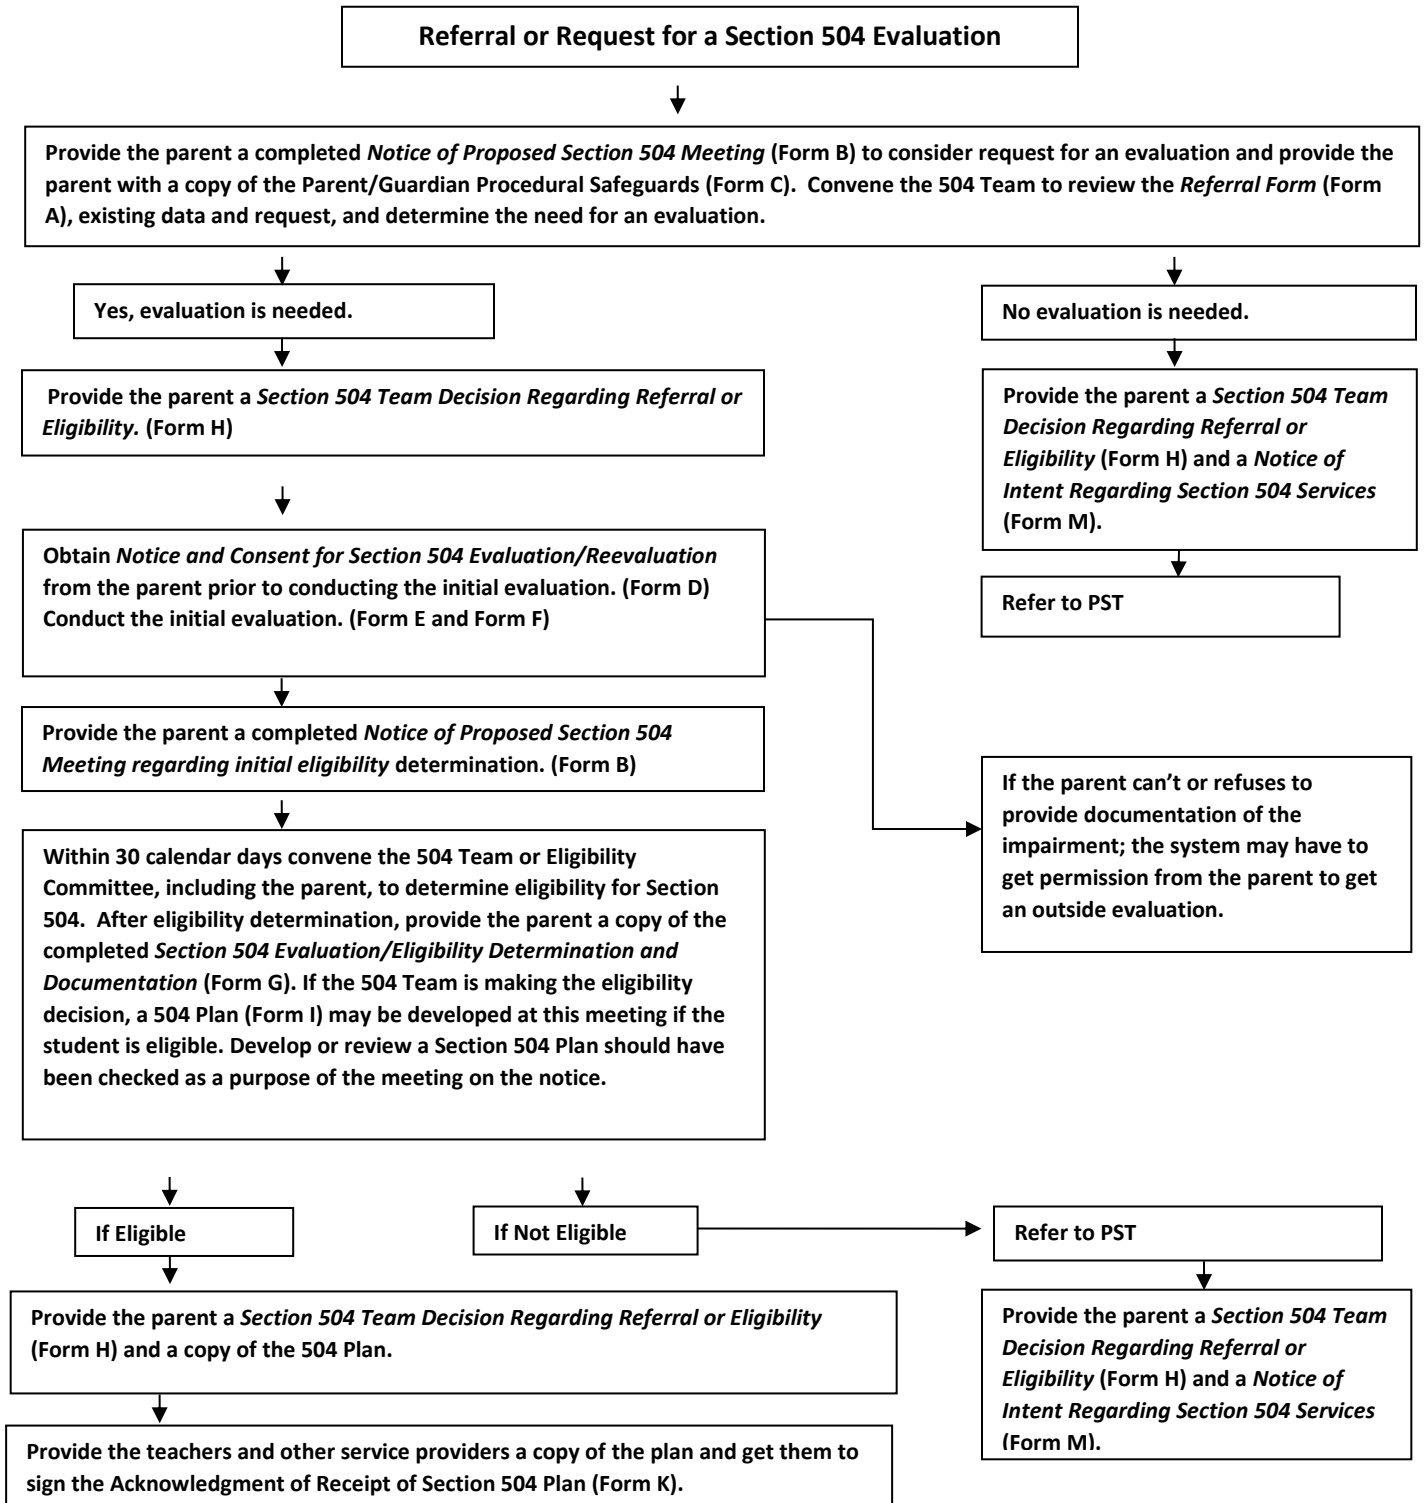 Referral or Request for a Section 504 Evaluation
Provide the parent a completed Notice of Proposed Section 504 Meeting (Form B) to consider request for an evaluation and provide the
parent with a copy of the Parent/Guardian Procedural Safeguards (Form C). Convene the 504 Team to review the Referral Form (Form
A), existing data and request, and determine the need for an evaluation.
Yes, evaluation is needed.
No evaluation is needed.
Provide the parent a Section 504 Team Decision Regarding Referral or
Eligibility. (Form H)
Provide the parent a Section 504 Team
Decision Regarding Referral or
Eligibility (Form H) and a Notice of
Intent Regarding Section 504 Services
(Form M).
Refer to PST
Obtain Notice and Consent for Section 504 Evaluation/Reevaluation
from the parent prior to conducting the initial evaluation. (Form D)
Conduct the initial evaluation. (Form E and Form F)
Provide the parent a completed Notice of Proposed Section 504
Meeting regarding initial eligibility determination. (Form B)
If the parent can't or refuses to
provide documentation of the
impairment; the system may have to
get permission from the parent to get
an outside evaluation.
Within 30 calendar days convene the 504 Team or Eligibility
Committee, including the parent, to determine eligibility for Section
504. After eligibility determination, provide the parent a copy of the
completed Section 504 Evaluation/Eligibility Determination and
Documentation (Form G). If the 504 Team is making the eligibility
decision, a 504 Plan (Form I) may be developed at this meeting if the
student is eligible. Develop or review a Section 504 Plan should have
been checked as a purpose of the meeting on the notice.
If Eligible
If Not Eligible
Refer to PST
Provide the parent a Section 504 Team Decision Regarding Referral or Eligibility
(Form H) and a copy of the 504 Plan.
Provide the parent a Section 504 Team
Decision Regarding Referral or
Eligibility (Form H) and a Notice of
Intent Regarding Section 504 Services
(Form M).
Provide the teachers and other service providers a copy of the plan and get them to
sign the Acknowledgment of Receipt of Section 504 Plan (Form K).